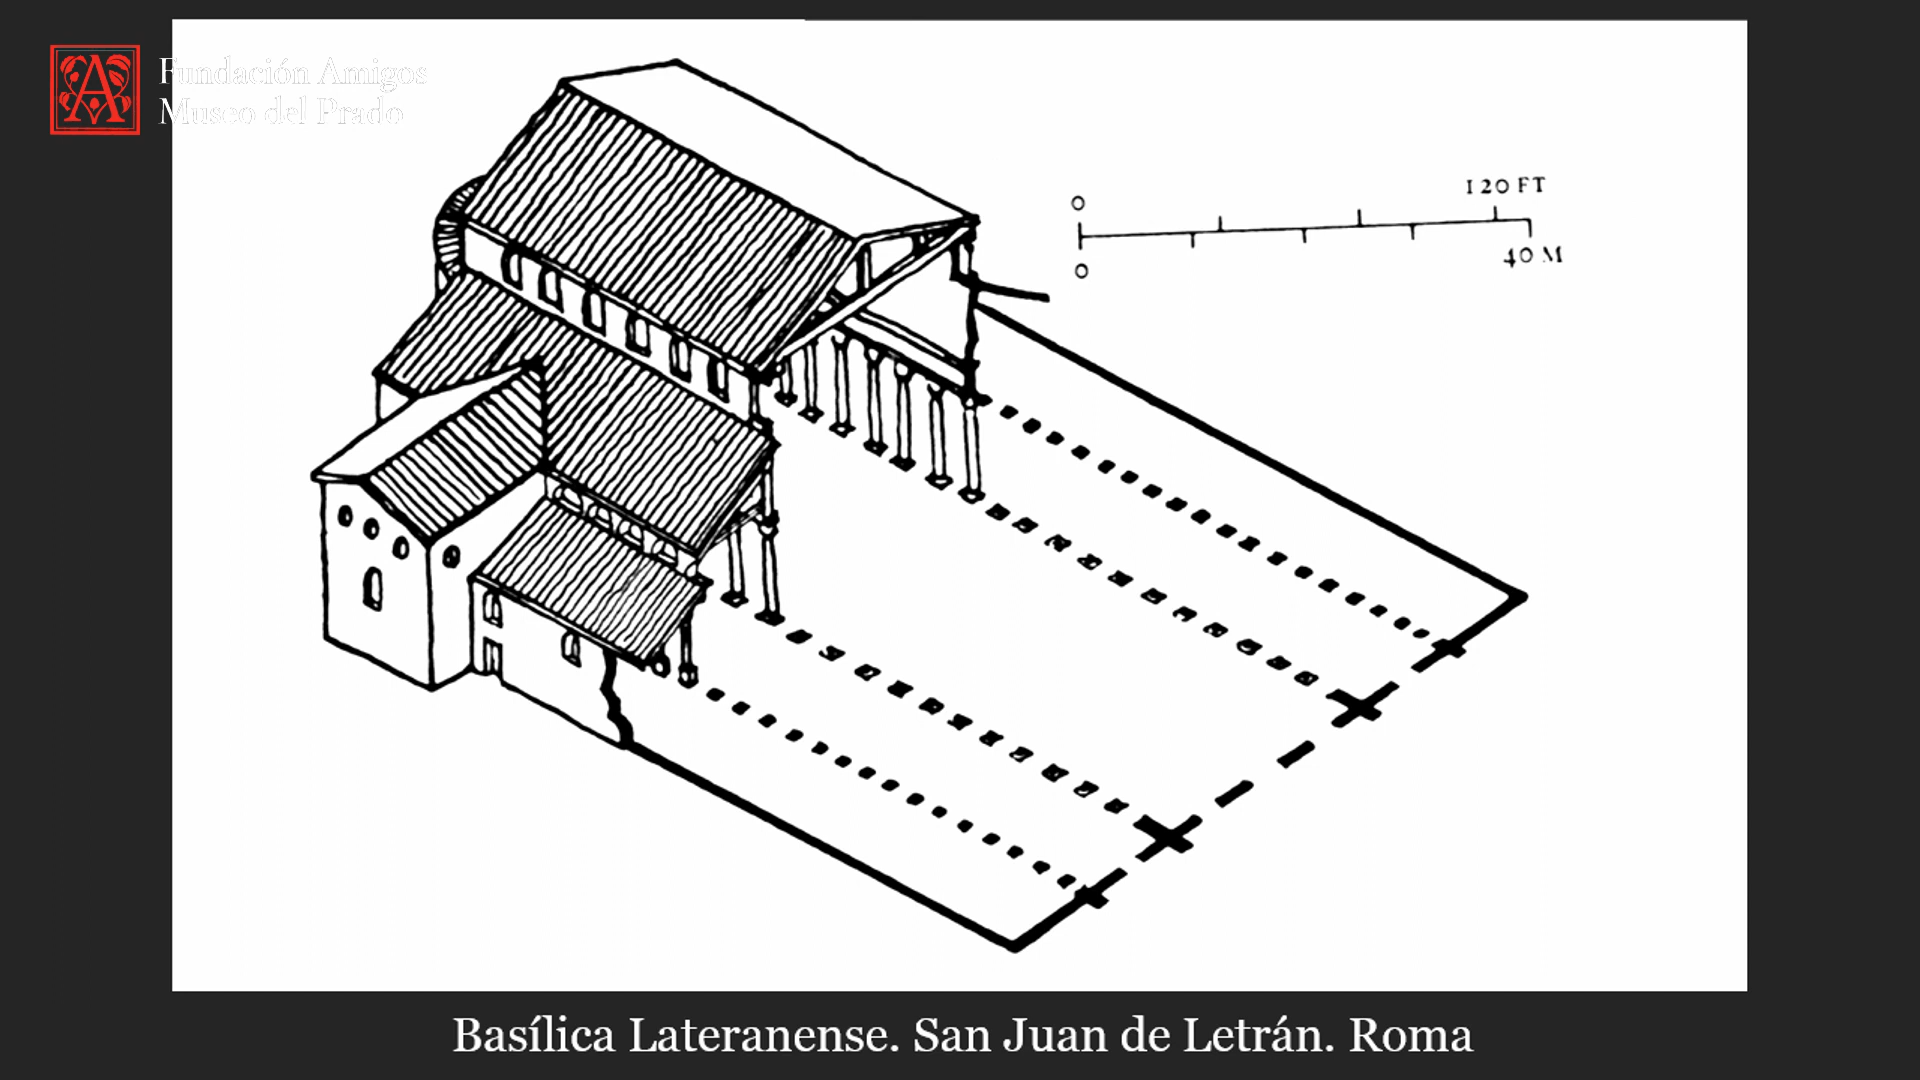 Fundación Amigos
Museo del Prado
120 FT
0
0
40 M
Basílica Lateranense. San Juan de Letrán. Roma